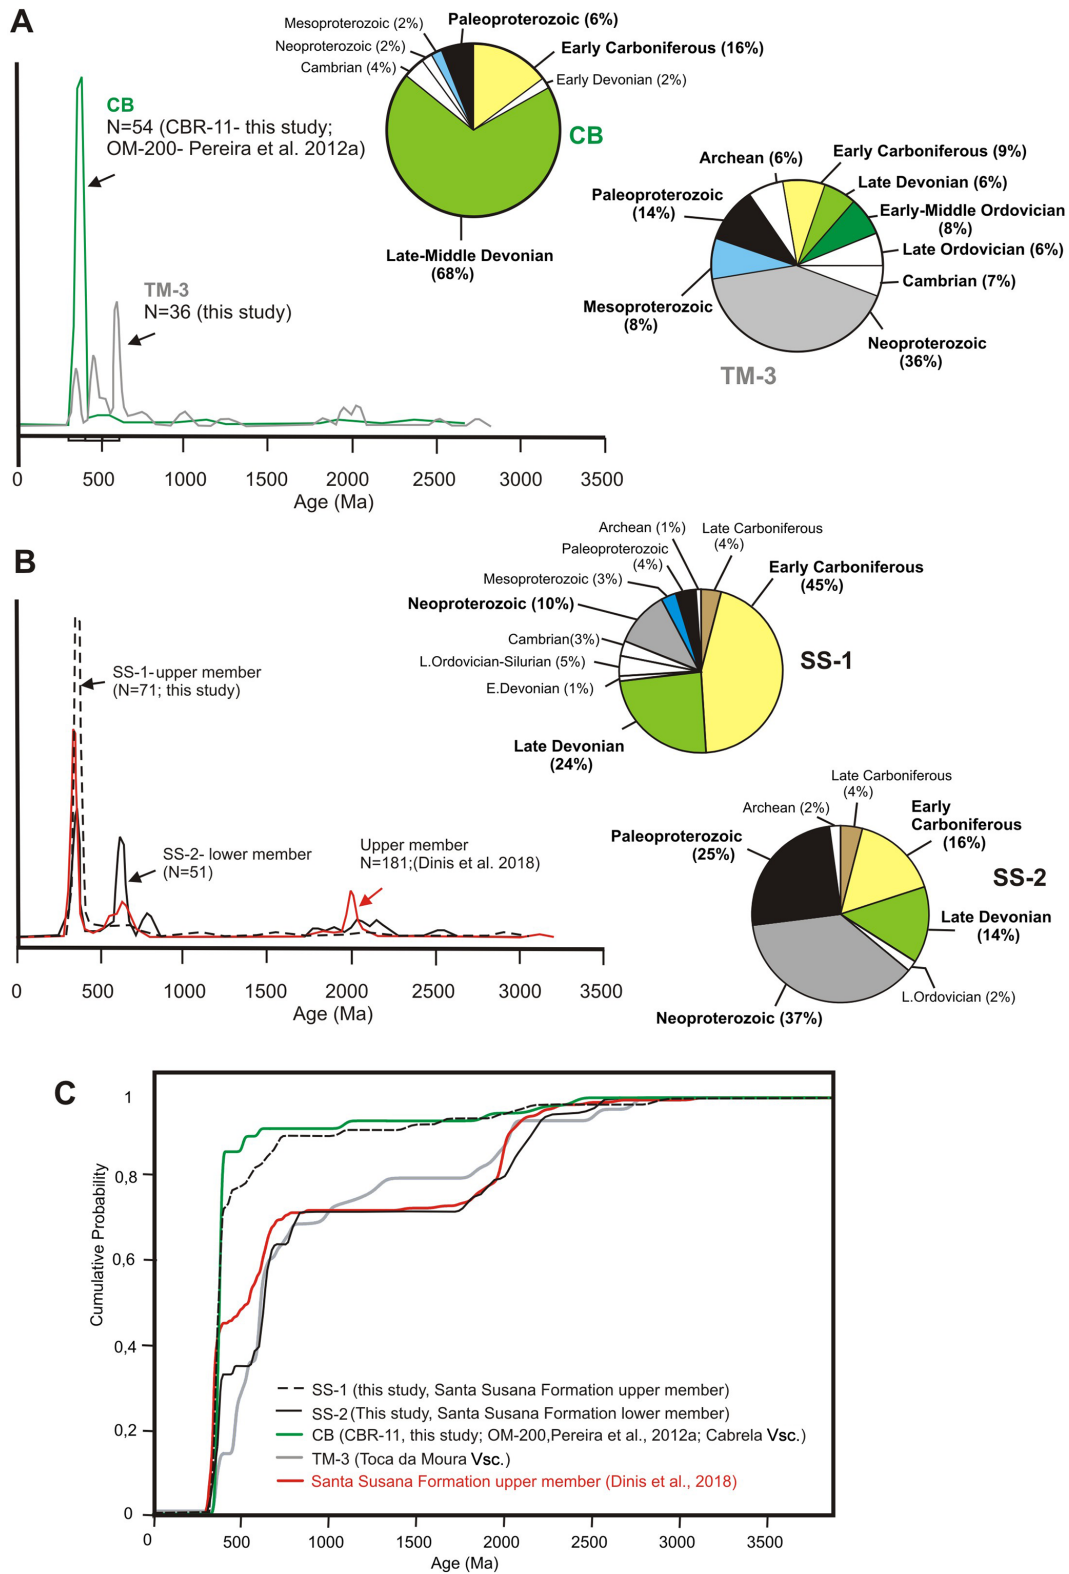 A
CB
N=54 (CBR-11- this study;
OM-200- Pereira et al. 2012a)
TM-3
N=36 (this study)
0 500 1000 1500 2000 2500 3000 3500
Age (Ma)
Mesoproterozoic (2%)
Paleoproterozoic (6%)
Neoproterozoic (2%)
Early Carboniferous (16%)
Cambrian (4%)
Early Devonian (2%)
CB
Late-Middle Devonian
(68%)
Archean (6%)
Early Carboniferous (9%)
Late Devonian (6%)
Paleoproterozoic
(14%)
Early-Middle Ordovician
(8%)
Late Ordovician (6%)
Cambrian (7%)
Mesoproterozoic
(8%)
Neoproterozoic
(36%)
TM-3
B
SS-1-upper member
(N=71; this study)
SS-2- lower member
(N=51)
Upper member
N=181;(Dinis et al. 2018)
0 500 1000 1500 2000 2500 3000 3500
Age (Ma)
Archean (1%)
Late Carboniferous
(4%)
Paleoproterozoic
(4%)
Early Carboniferous
(45%)
Mesoproterozoic (3%)
Neoproterozoic (10%)
Cambrian(3%)
L.Ordovician-Silurian (5%)
E.Devonian (1%)
SS-1
Late Devonian
(24%)
Late Carboniferous
(4%)
Archean (2%)
Early
Carboniferous
(16%)
Paleoproterozoic
(25%)
SS-2
Late Devonian
(14%)
L.Ordovician (2%)
Neoproterozoic (37%)
C
Cumulative Probability
1
0,8
0,6
0,4
0,2
0
SS-1 (this study, Santa Susana Formation upper member)
SS-2 (This study, Santa Susana Formation lower member)
CB (CBR-11, this study; OM-200,Pereira et al., 2012a; Cabrela Vsc.)
TM-3 (Toca da Moura Vsc.)
Santa Susana Formation upper member (Dinis et al., 2018)
0 500 1000 1500 2000 2500 3000 3500
Age (Ma)